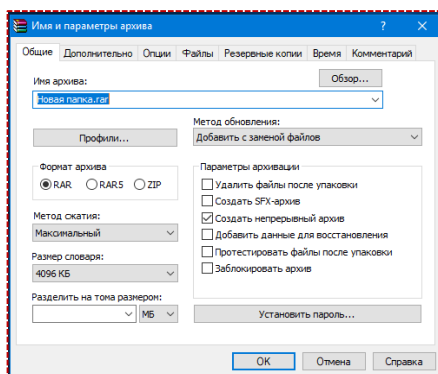 Имя и параметры архива
Общие Дополнительно Опции Файлы Резервные копии Время Комментарий
Имя архива:
Обзор...
Новая папка.rar
Метод обновления:
Профили...
Добавить с заменой файлов
Формат архива
RAR RAR5 ZIP
Метод сжатия:
Максимальный
Размер словаря:
4096 КБ
Разделить на тома размером:
МБ
Параметры архивации
Удалить файлы после упаковки
Создать SFX-архив
Создать непрерывный архив
Добавить данные для восстановления
Протестировать файлы после упаковки
Заблокировать архив
Установить пароль...
ОК Отмена Справка